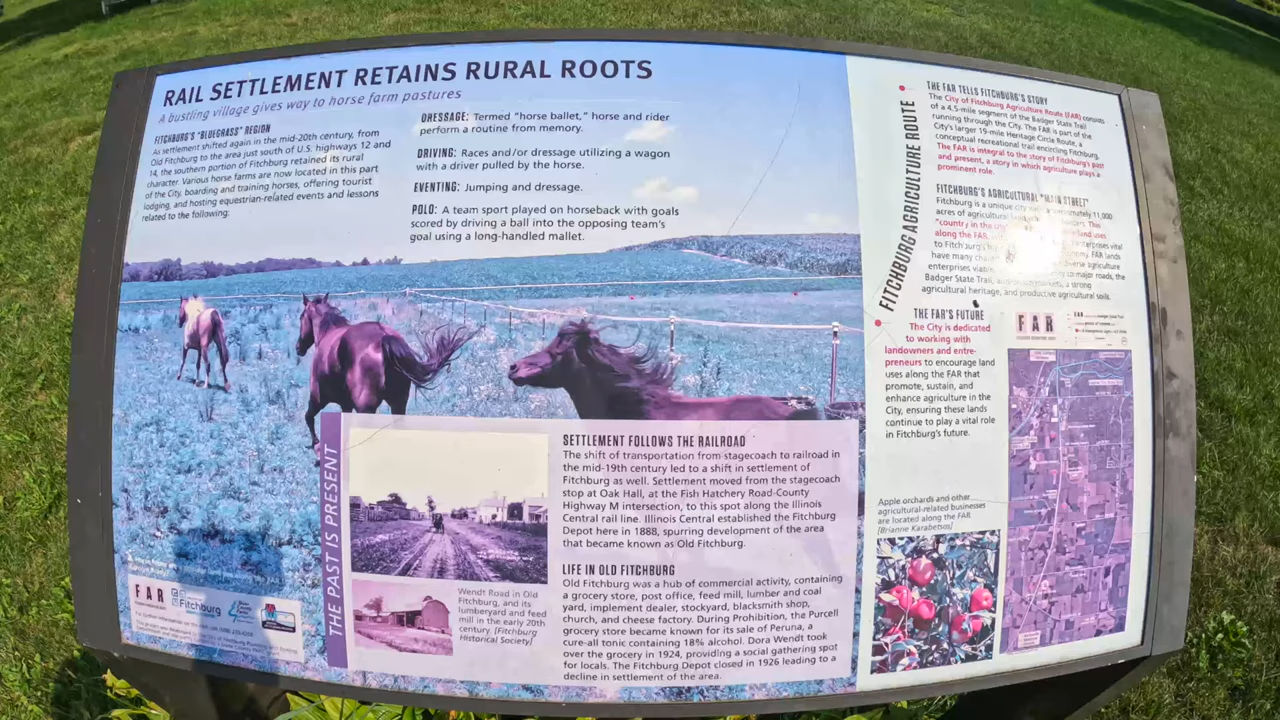 RAIL SETTLEMENT RETAINS RURAL ROOTS
A bustling village gives way to horse farm pastures
FITCHBURG'S "BLUEGRASS" REGION
As settlement shifted again in the mid-20th century, from
Old Fitchburg to the area just south of U.S. highways 12 and
14, the southern portion of Fitchburg retained its rural
character. Various horse farms are now located in this part
of the City, boarding and training horses, offering tourist
lodging, and hosting equestrian-related events and lessons
related to the following:
DRESSAGE: Termed "horse ballet," horse and rider
perform a routine from memory.
DRIVING: Races and/or dressage utilizing a wagon
with a driver pulled by the horse.
EVENTING: Jumping and dressage.
POLO: A team sport played on horseback with goals
scored by driving a ball into the opposing team's
goal using a long-handled mallet.
THE PAST IS PRESENT
SETTLEMENT FOLLOWS THE RAILROAD
The shift of transportation from stagecoach to railroad in
the mid-19th century led to a shift in settlement of
Fitchburg as well. Settlement moved from the stagecoach
stop at Oak Hall, at the Fish Hatchery Road-County
Highway M intersection, to this spot along the Illinois
Central rail line. Illinois Central established the Fitchburg
Depot here in 1888, spurring development of the area
that became known as Old Fitchburg.
LIFE IN OLD FITCHBURG
Old Fitchburg was a hub of commercial activity, containing
a grocery store, post office, feed mill, lumber and coal
yard, implement dealer, stockyard, blacksmith shop,
church, and cheese factory. During Prohibition, the Purcell
grocery store became known for its sale of Peruna, a
cure-all tonic containing 18% alcohol. Dora Wendt took
over the grocery in 1924, providing a social gathering spot
for locals. The Fitchburg Depot closed in 1926 leading to a
decline in settlement of the area.
Wendt Road in Old
Fitchburg, and its
lumberyard and feed
mill in the early 20th
century. [Fitchburg
Historical Society]
FAR
Fitchburg
FITCHBURG AGRICULTURE ROUTE
THE FAR TELLS FITCHBURG'S STORY
The City of Fitchburg Agriculture Route (FAR) consists
of a 4.5-mile segment of the Badger State Trail
running through the City. The FAR is part of the
City's larger 19-mile Heritage Circle Route, a
conceptual recreational trail encircling Fitchburg.
The FAR is integral to the story of Fitchburg's past
and present, a story in which agriculture plays a
prominent role.
FITCHBURG'S AGRICULTURAL "MAIN STREET"
Fitchburg is a unique city 11,000
acres of agricultural
"country in the
along the FAR, land uses
to Fitchburg's enterprises vital
have many FAR lands
enterprises agriculture
to major roads, the
Badger State Trail, a strong
agricultural heritage, and productive agricultural soils.
THE FAR'S FUTURE
The City is dedicated
to working with
landowners and entre-
preneurs to encourage land
uses along the FAR that
promote, sustain, and
enhance agriculture in the
City, ensuring these lands
continue to play a vital role
in Fitchburg's future.
FAR
Apple orchards and other
agricultural-related businesses
are located along the FAR
[Brianne Karabetsos]